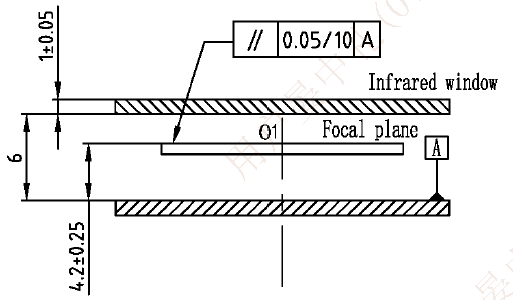 // 0.05/10 A
1±0.05
Infrared window
O1
Focal plane
A
6
4.2±0.25